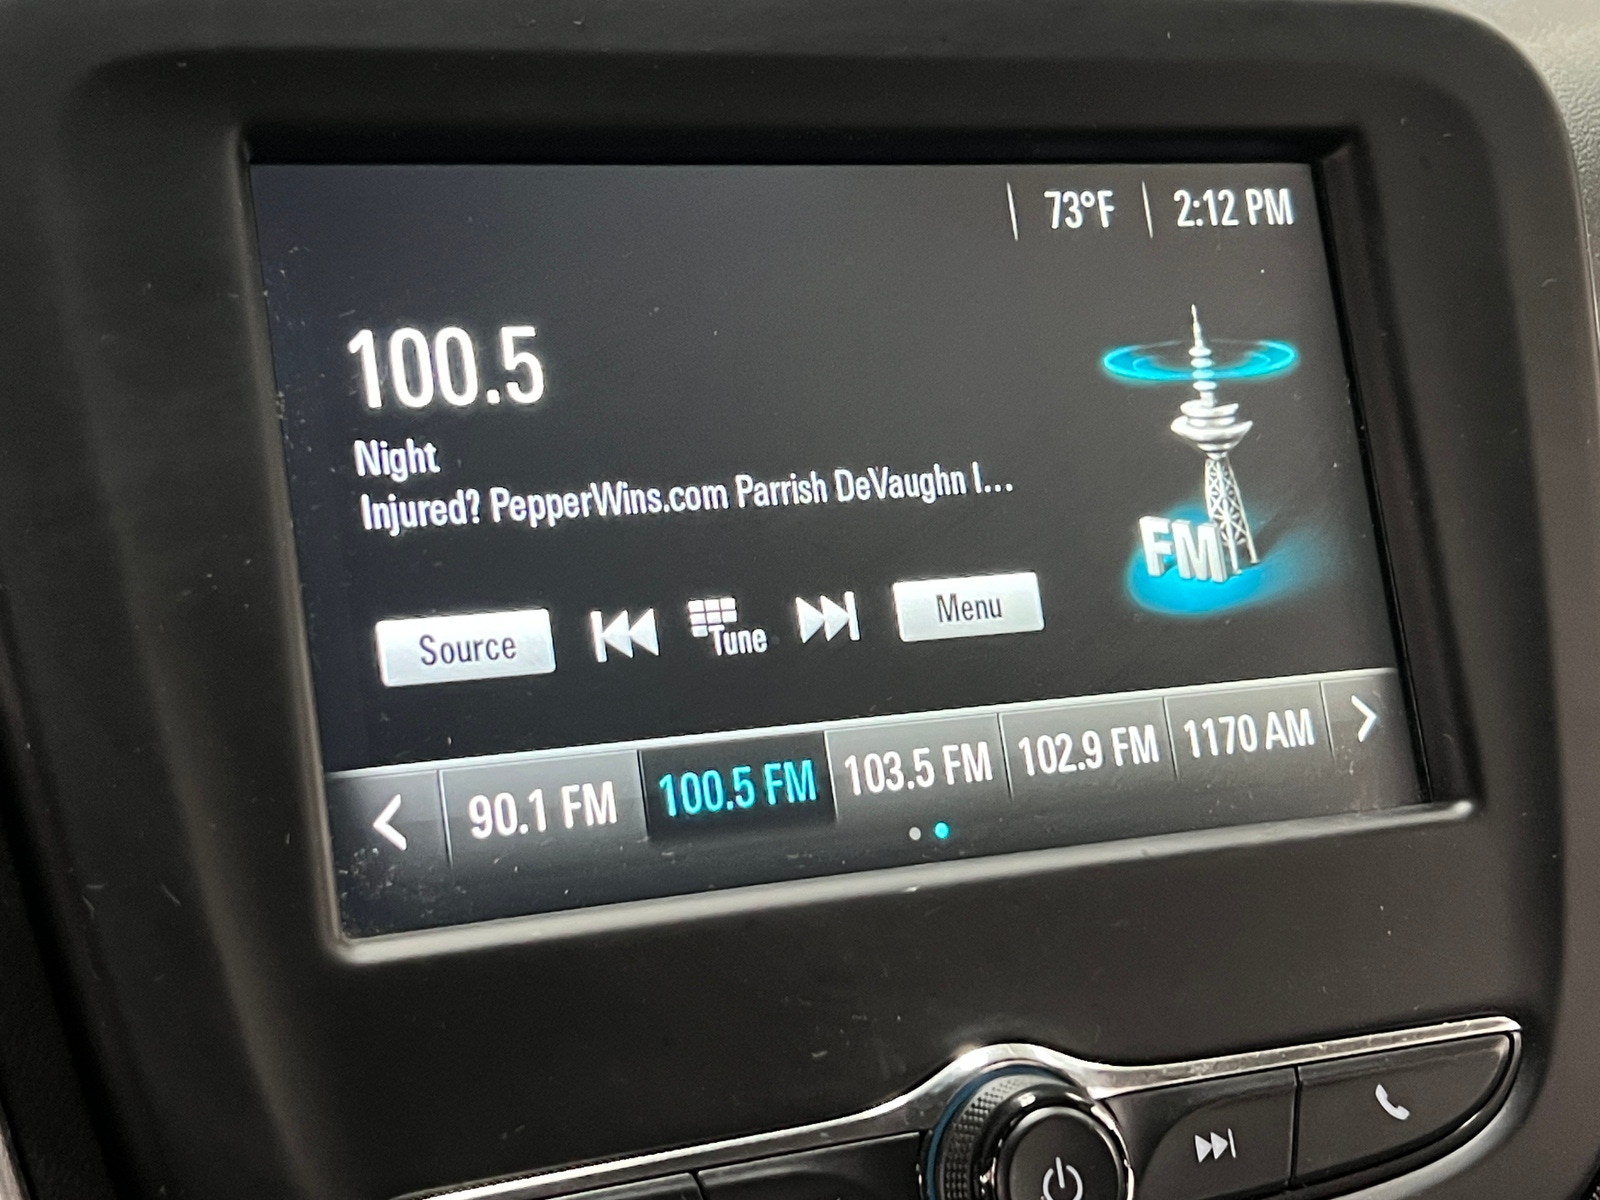 73°F 2:12 PM
100.5
Night
Injured? PepperWins.com Parrish DeVaughn I...
FM
Source Tune Menu
90.1 FM 100.5 FM 103.5 FM 102.9 FM 1170 AM